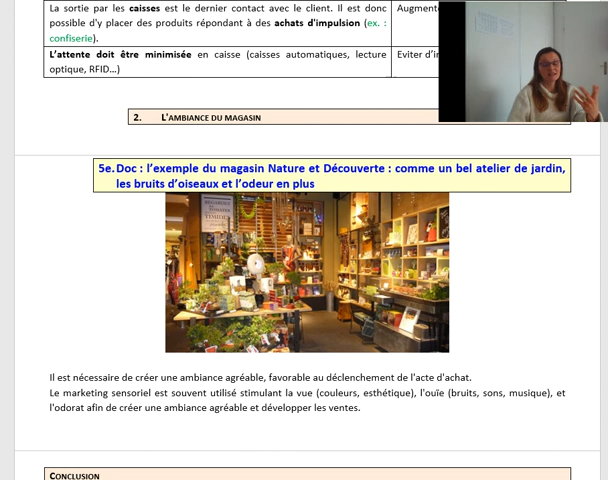 La sortie par les caisses est le dernier contact avec le client. Il est donc
possible d'y placer des produits répondant à des achats d'impulsion (ex. :
confiserie).
Augmente
L'attente doit être minimisée en caisse (caisses automatiques, lecture
optique, RFID…)
Eviter d'i
2. L'AMBIANCE DU MAGASIN
5e. Doc : l'exemple du magasin Nature et Découverte : comme un bel atelier de jardin,
les bruits d'oiseaux et l'odeur en plus
TIMIDES
Il est nécessaire de créer une ambiance agréable, favorable au déclenchement de l'acte d'achat.
Le marketing sensoriel est souvent utilisé stimulant la vue (couleurs, esthétique), l'ouïe (bruits, sons, musique), et
l'odorat afin de créer une ambiance agréable et développer les ventes.
CONCLUSION